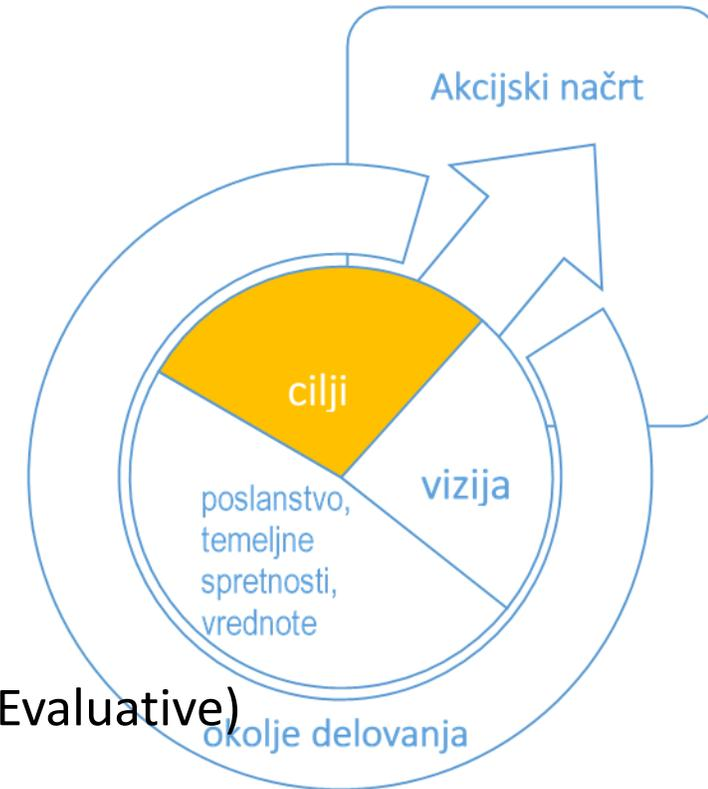 Akcijski načrt
cilji
vizija
poslanstvo,
temeljne
spretnosti,
vrednote
Evaluative)
okolje delovanja